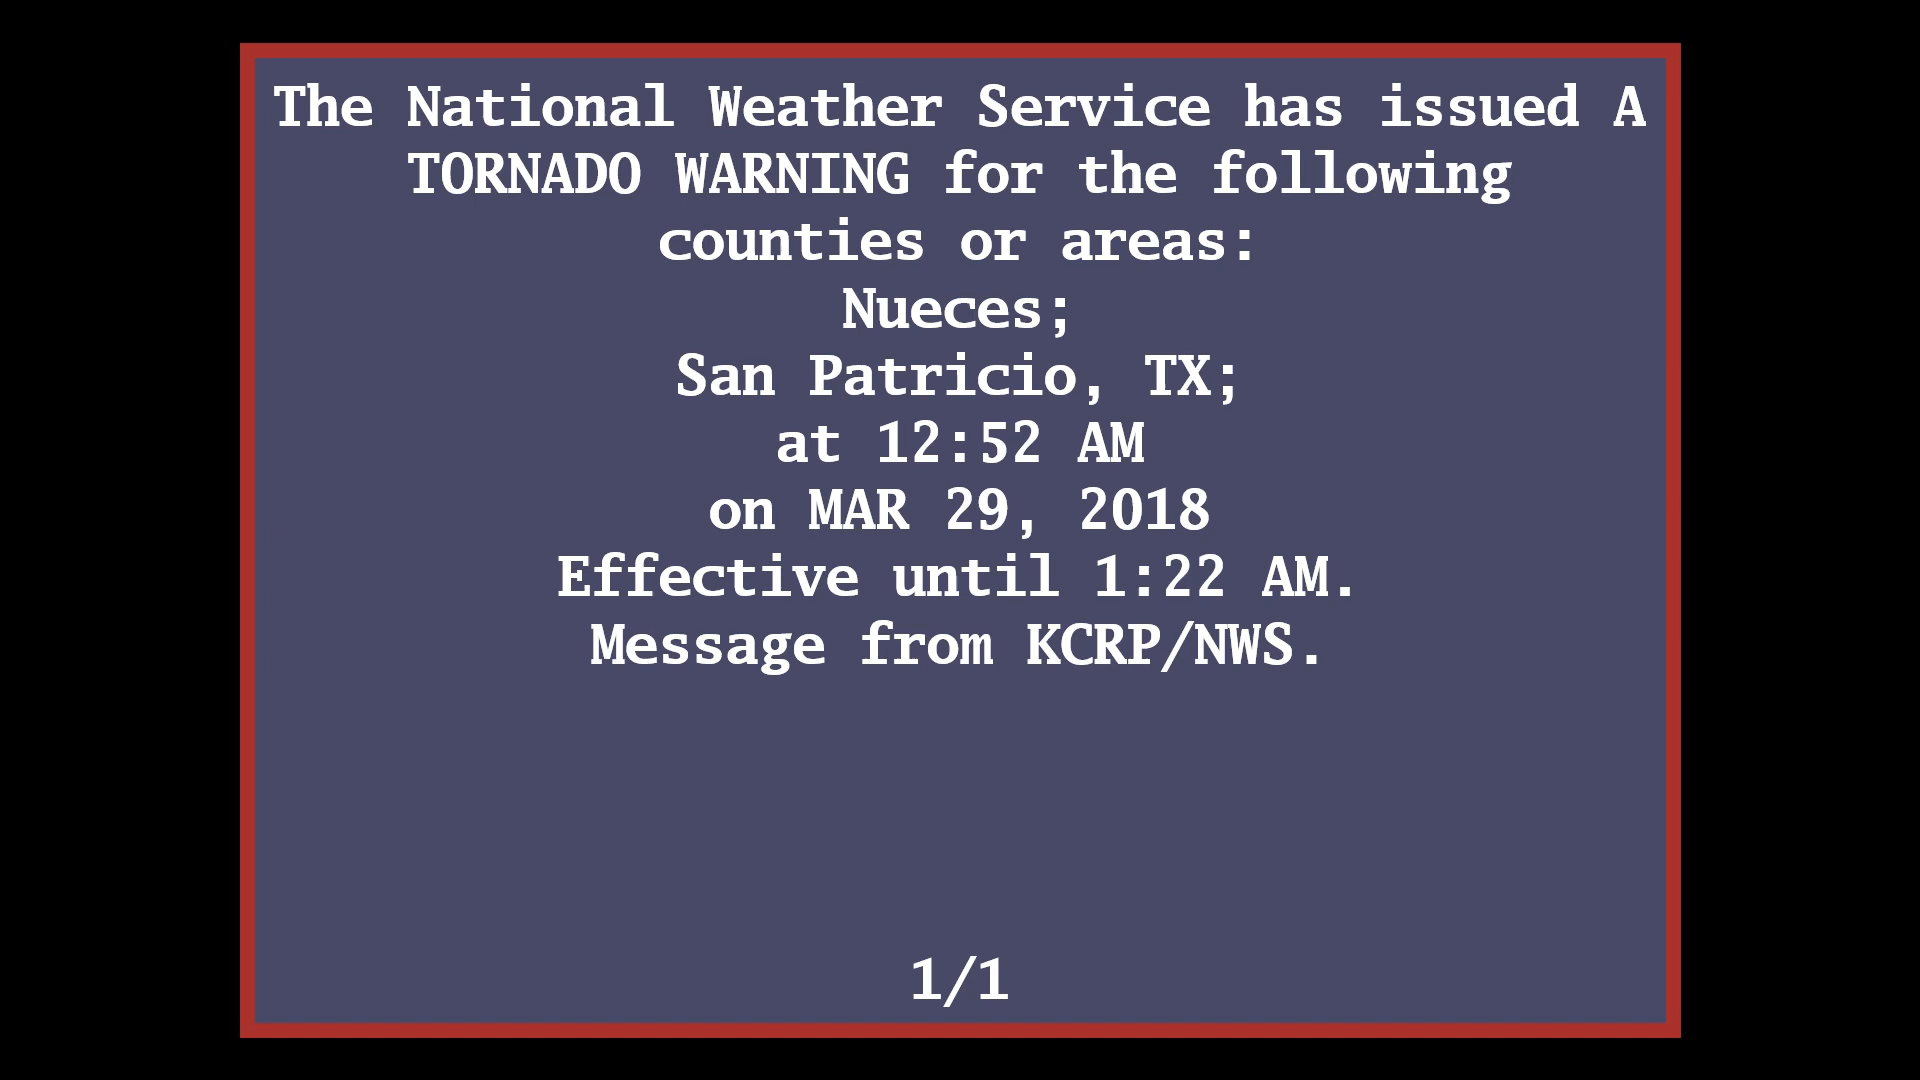 The National Weather Service has issued A
TORNADO WARNING for the following
counties or areas:
Nueces;
San Patricio, TX;
at 12:52 AM
on MAR 29, 2018
Effective until 1:22 AM.
Message from KCRP/NWS.
1/1